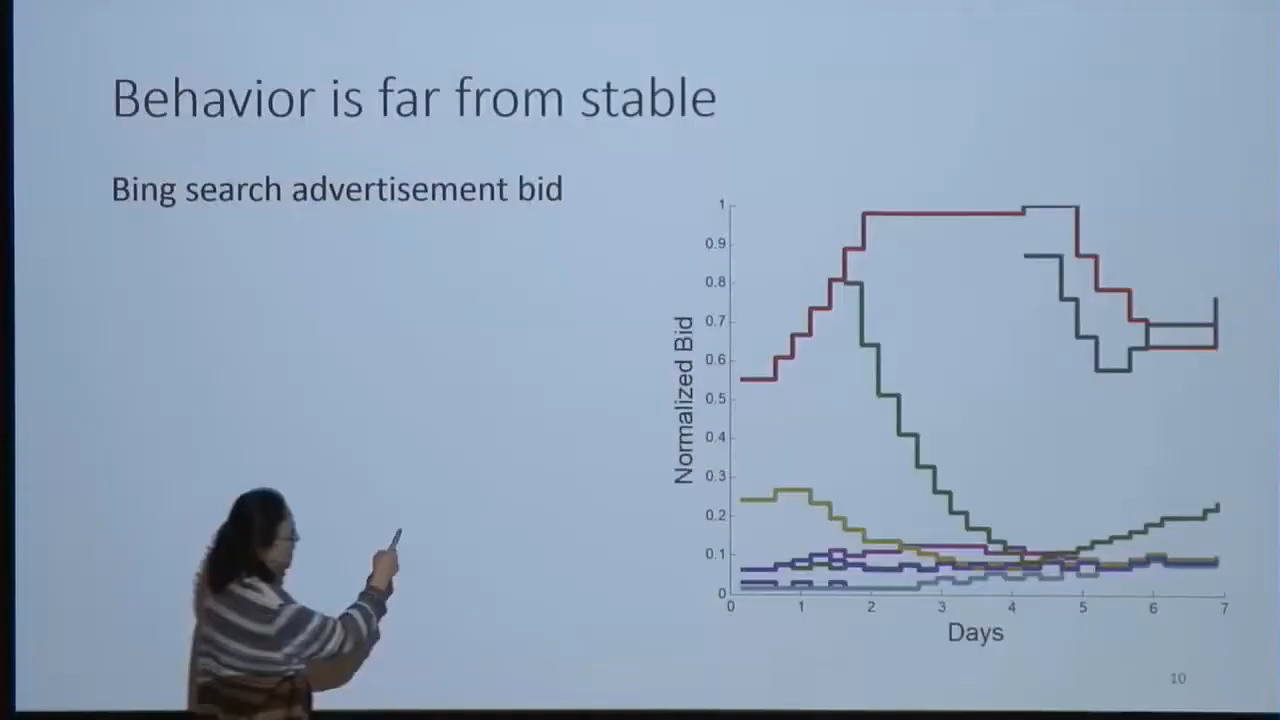 Behavior is far from stable
Bing search advertisement bid
1
0.9
0.8
0.7
0.6
0.5
0.4
0.3
0.2
0.1
0
Normalized Bid
0 1 2 3 4 5 6 7
Days
10